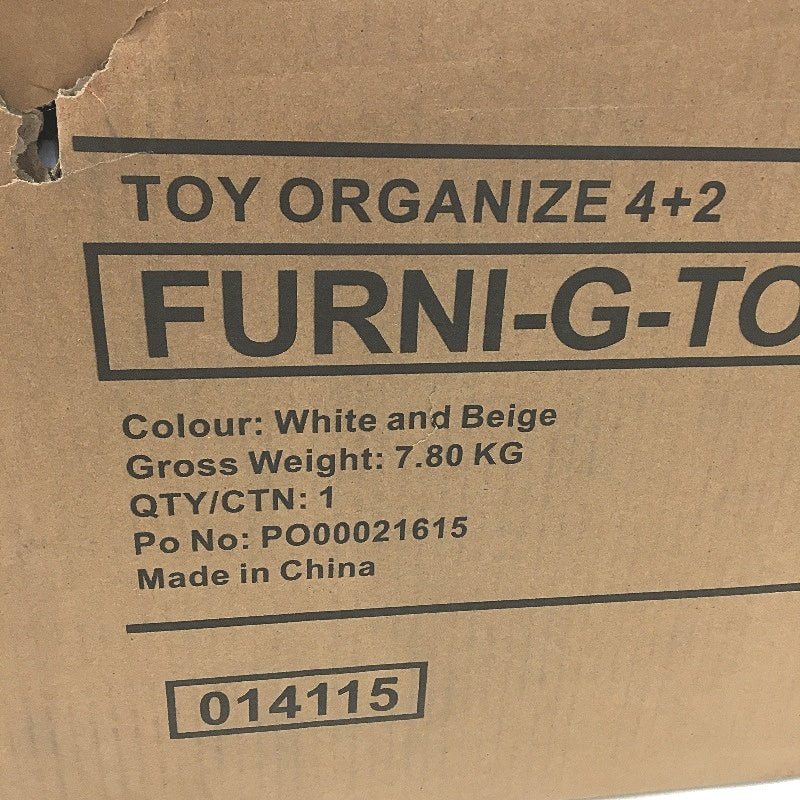 TOY ORGANIZE 4+2
FURNI-G-TO
Colour: White and Beige
Gross Weight: 7.80 KG
QTY/CTN: 1
Po No: PO00021615
Made in China
014115